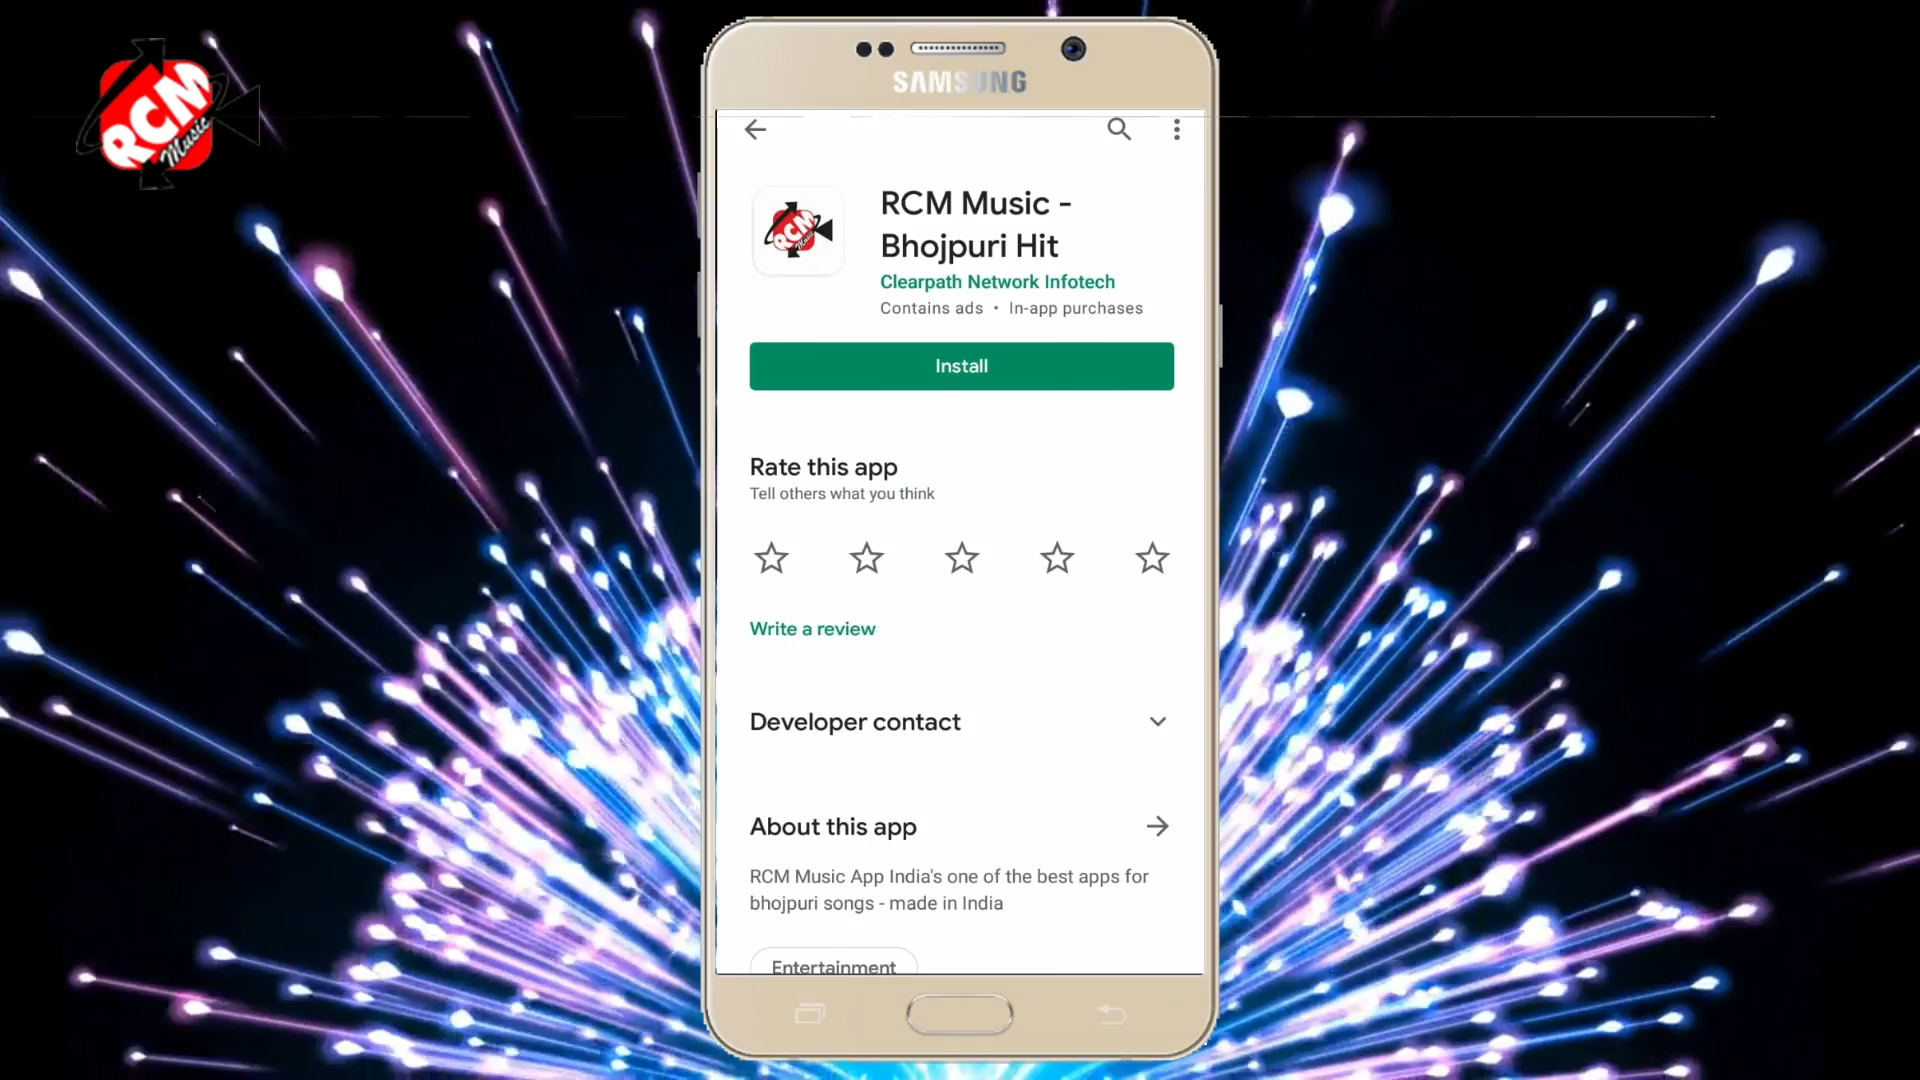 RCM
Music
SAMSUNG
RCM
Music
RCM Music -
Bhojpuri Hit
Clearpath Network Infotech
Contains ads • In-app purchases
Install
Rate this app
Tell others what you think
Write a review
Developer contact
About this app
RCM Music App India's one of the best apps for
bhojpuri songs - made in India
Entertainment